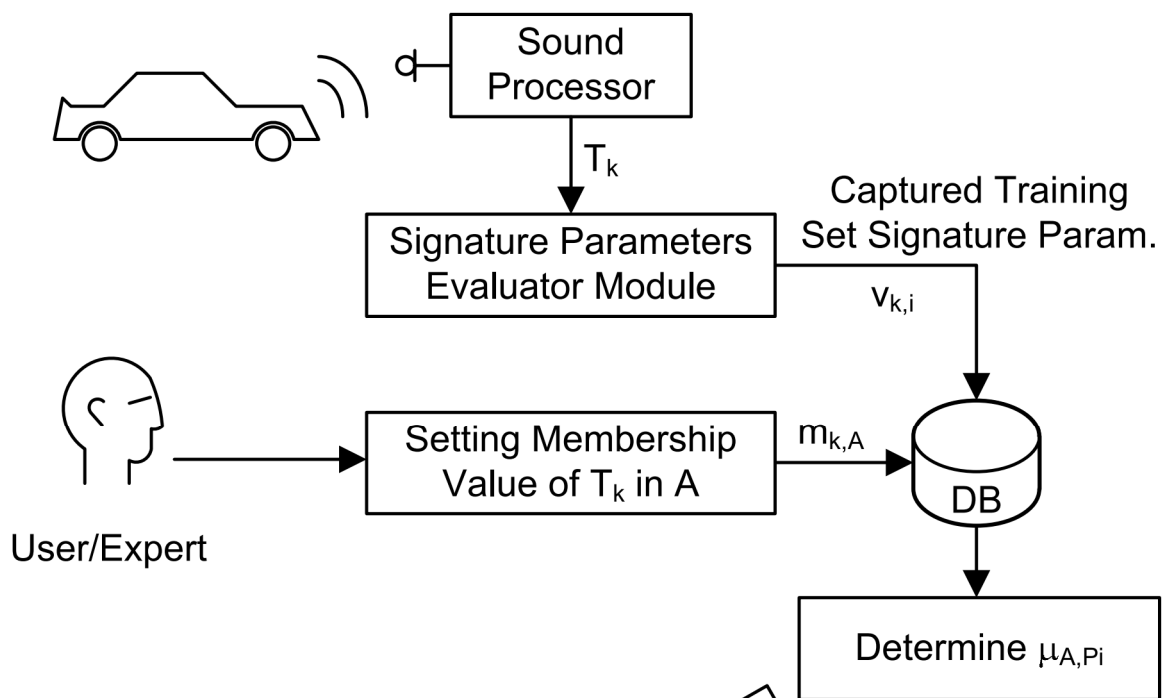 Sound
Processor
T_k
Captured Training
Set Signature Param.
Signature Parameters
Evaluator Module
v_k,i
Setting Membership
Value of T_k in A
m_k,A
DB
User/Expert
Determine μ_A,Pi